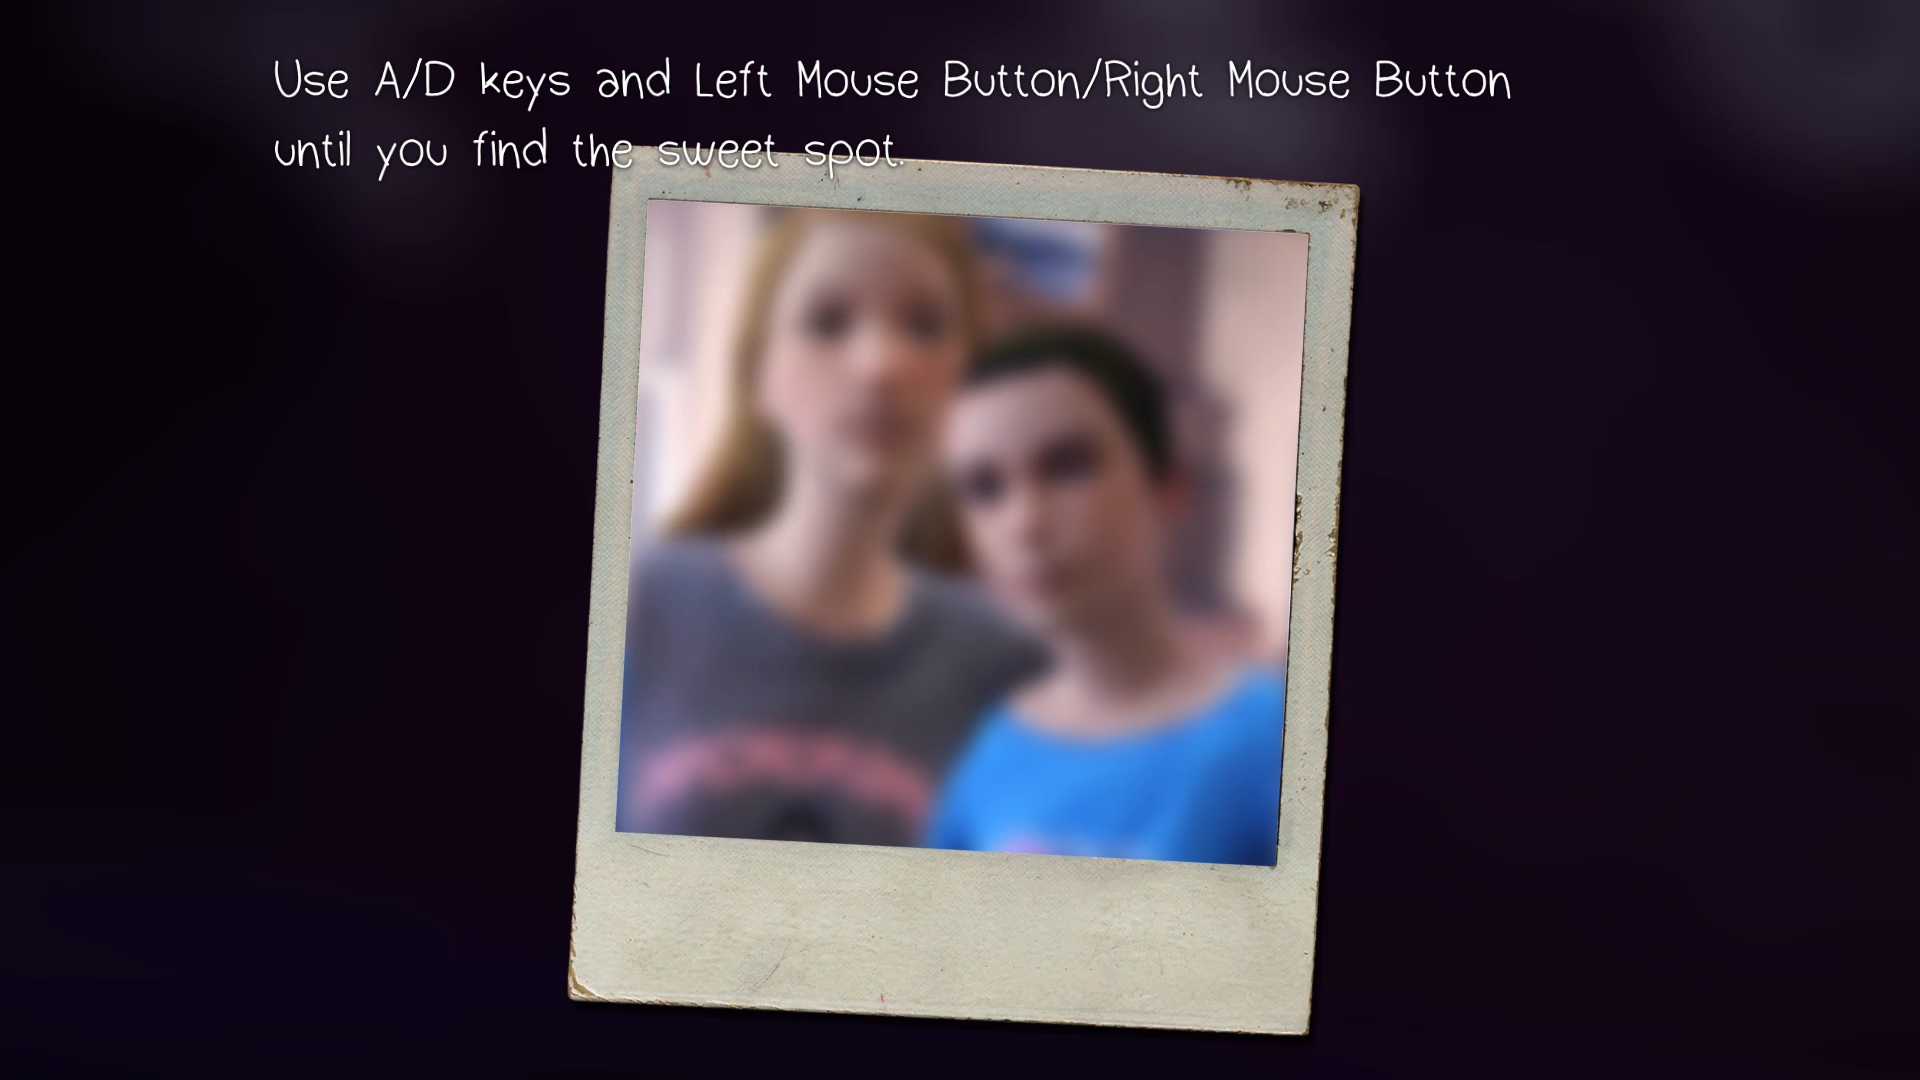 Use A/D keys and Left Mouse Button/Right Mouse Button
until you find the sweet spot.